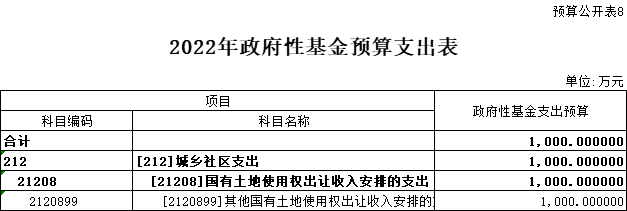 预算公开表8
2022年政府性基金预算支出表
单位:万元
项目 政府性基金支出预算
科目编码 科目名称
合计 1,000.000000
212 [212]城乡社区支出 1,000.000000
21208 [21208]国有土地使用权出让收入安排的支出 1,000.000000
2120899 [2120899]其他国有土地使用权出让收入安排的 1,000.000000